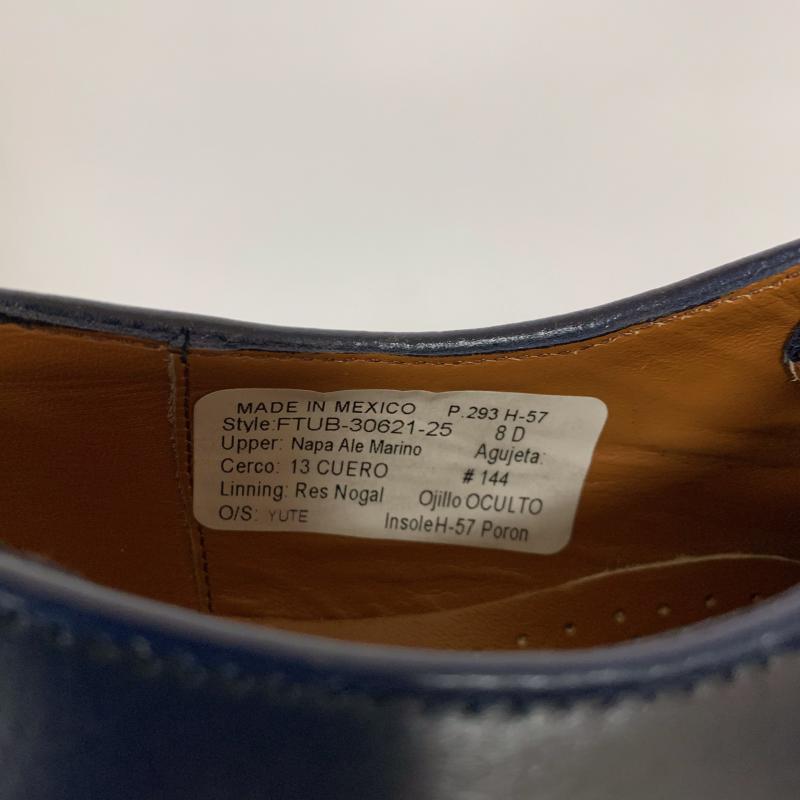 MADE IN MEXICO P.293 H-57
Style:FTUB-30621-25 8 D
Upper: Napa Ale Marino Agujeta:
Cerco: 13 CUERO # 144
Linning: Res Nogal Ojillo OCULTO
O/S: YUTE InsoleH-57 Poron